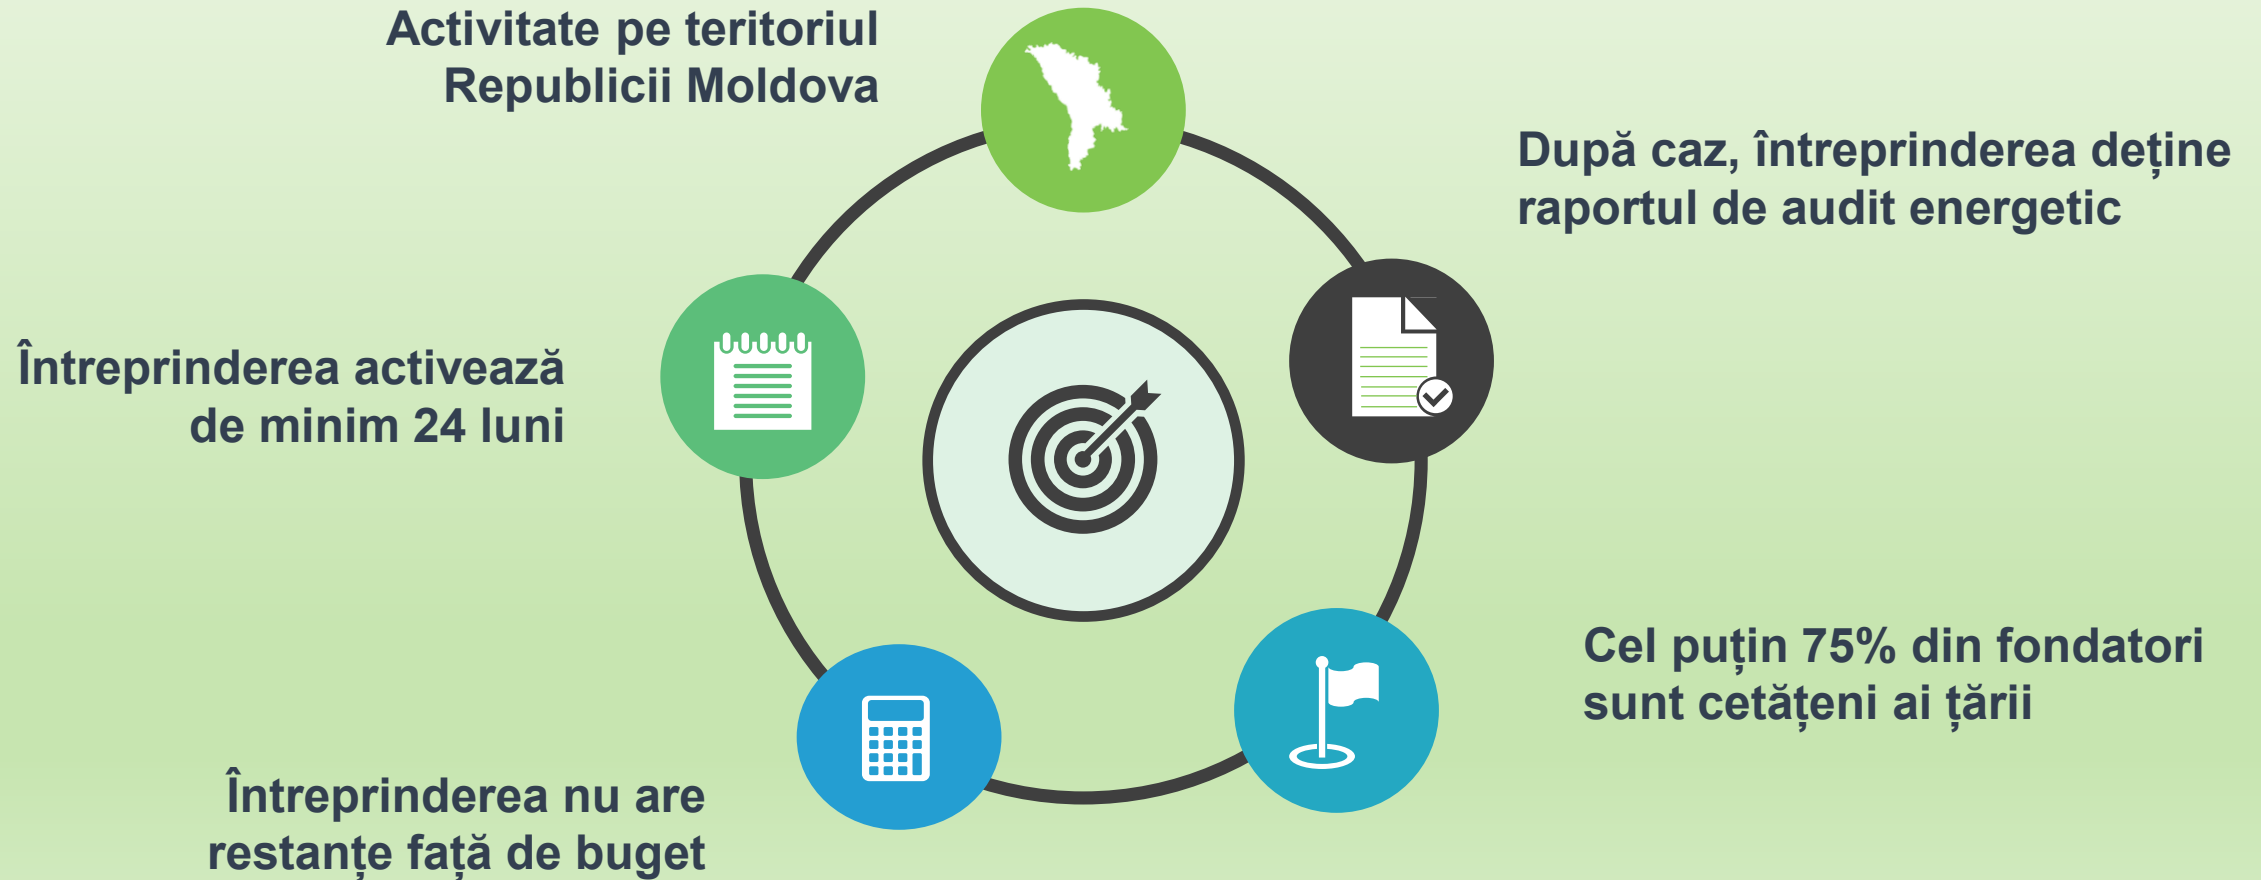 Activitate pe teritoriul
Republicii Moldova
După caz, întreprinderea deține
raportul de audit energetic
Întreprinderea activează
de minim 24 luni
Cel puțin 75% din fondatori
sunt cetățeni ai țării
Întreprinderea nu are
restanțe față de buget